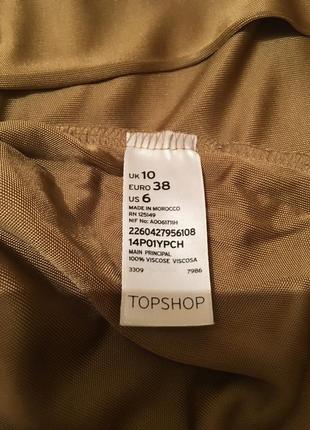 UK 10
EURO 38
US 6
MADE IN MOROCCO
RN 125149
NIF No: A0061711H
2260427956108
14P01YPCH
MAIN PRINCIPAL
100% VISCOSE VISCOSA
3309 7986
TOPSHOP